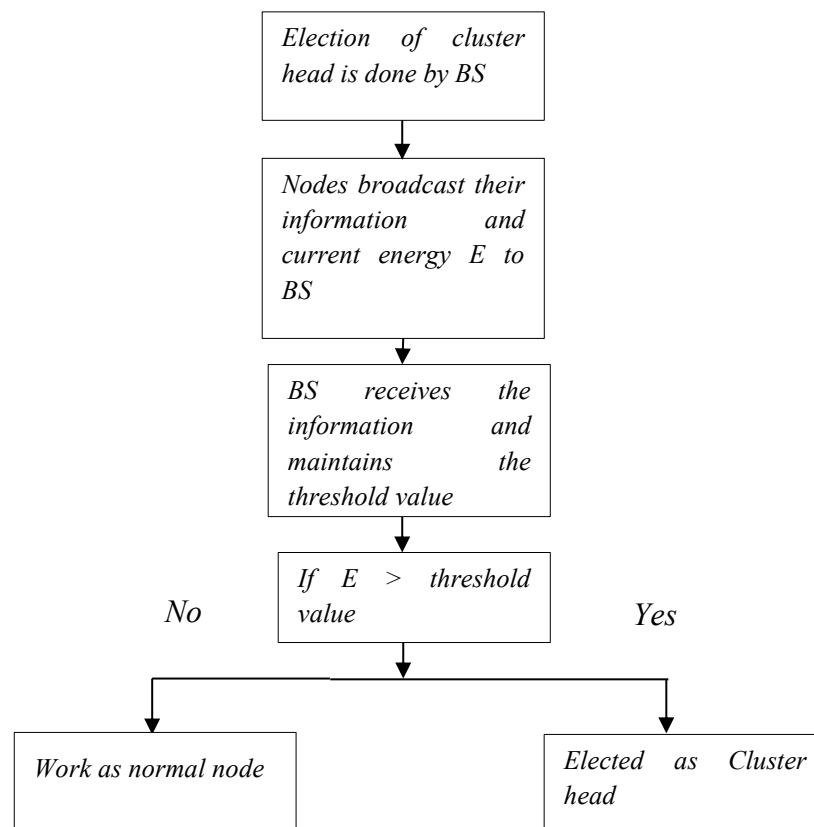 Election of cluster
head is done by BS
Nodes broadcast their
information and
current energy E to
BS
BS receives the
information and
maintains the
threshold value
If E > threshold
value
No
Yes
Work as normal node
Elected as Cluster
head